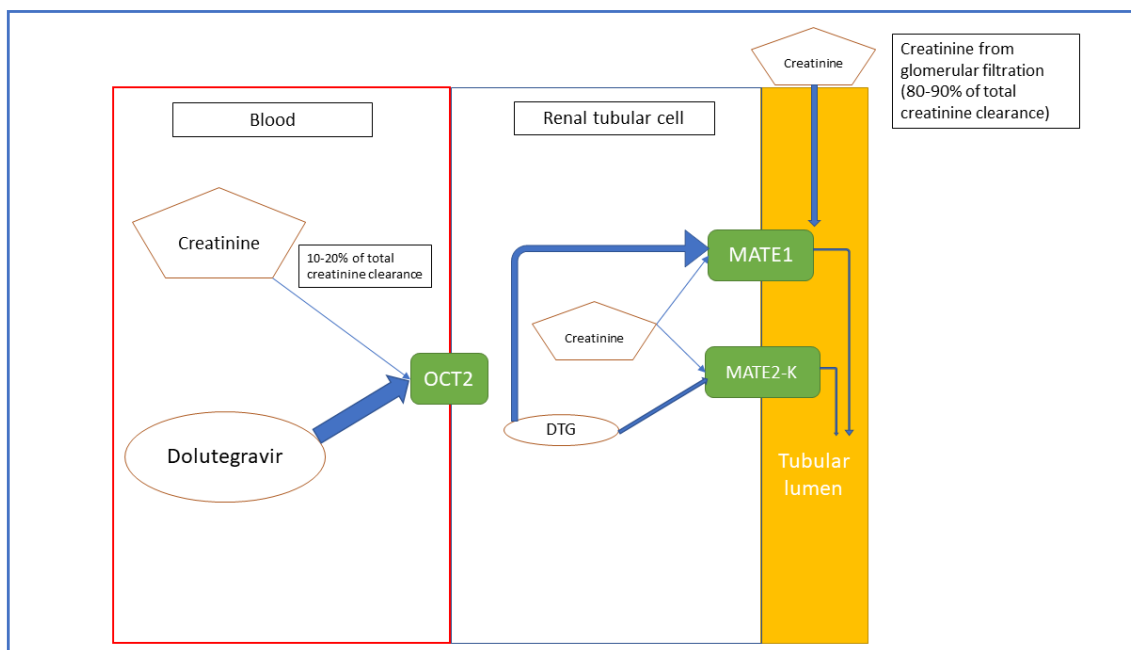 Creatinine
Creatinine from
glomerular filtration
(80-90% of total
creatinine clearance)
Blood
Renal tubular cell
Creatinine
10-20% of total
creatinine clearance
MATE1
Creatinine
OCT2
MATE2-K
DTG
Dolutegravir
Tubular
lumen